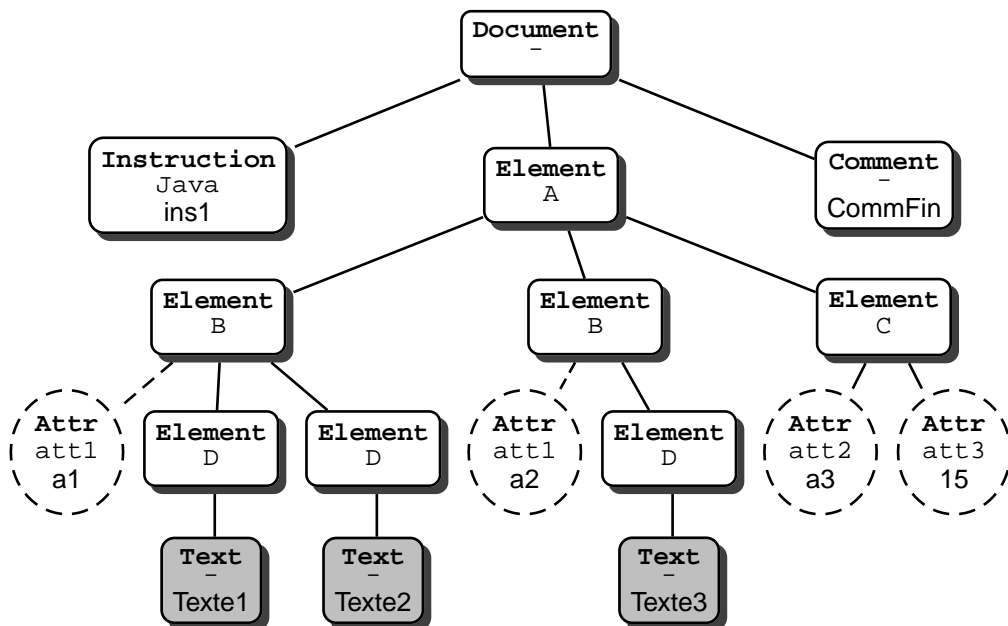 Document
-
Instruction
Java
ins1
Element
A
Comment
-
CommFin
Element
B
Element
B
Element
C
Attr
att1
a1
Element
D
Element
D
Attr
att1
a2
Element
D
Attr
att2
a3
Attr
att3
15
Text
-
Texte1
Text
-
Texte2
Text
-
Texte3